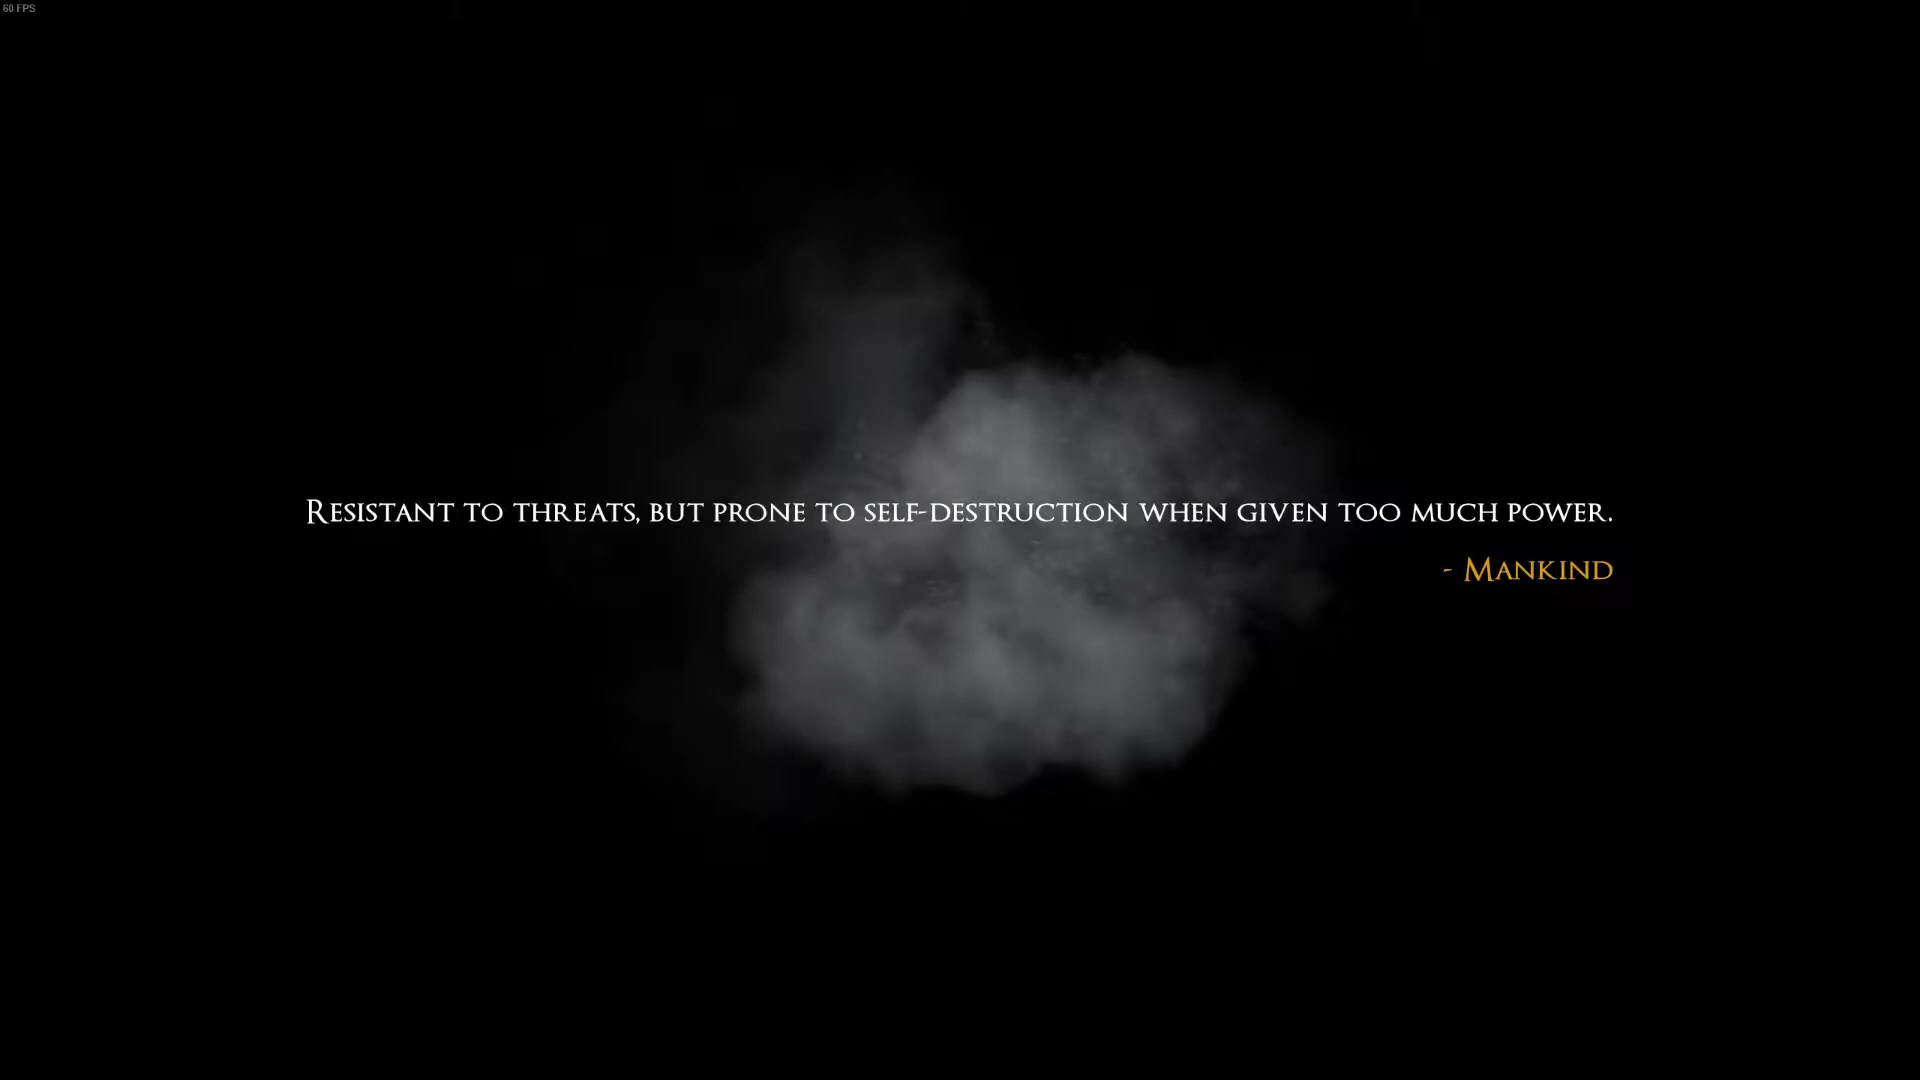 60 FPS
Resistant to threats, but prone to self-destruction when given too much power.
- Mankind